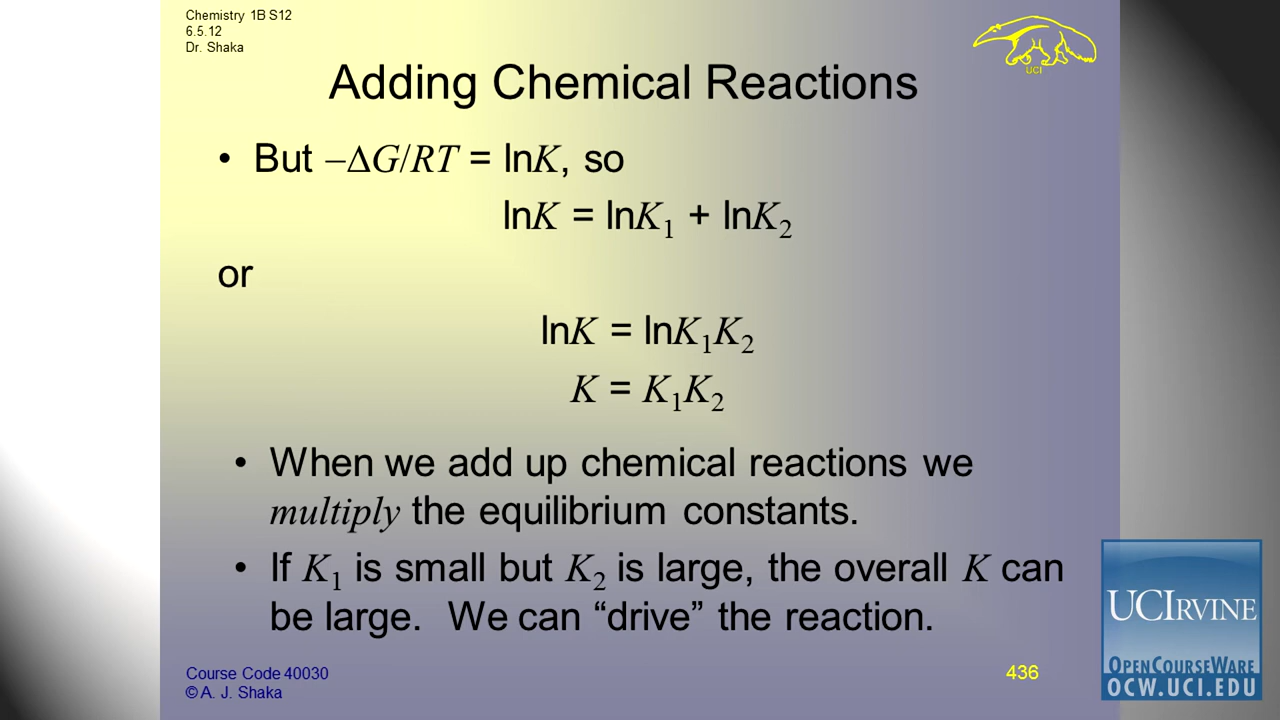 Chemistry 1B S12
6.5.12
Dr. Shaka
UCI
Adding Chemical Reactions
• But –ΔG/RT = lnK, so
lnK = lnK₁ + lnK₂
or
lnK = lnK₁K₂
K = K₁K₂
• When we add up chemical reactions we
multiply the equilibrium constants.
• If K₁ is small but K₂ is large, the overall K can
be large. We can “drive” the reaction.
Course Code 40030
© A. J. Shaka
436
UCIRVINE
OPENCOURSEWARE
OCW.UCI.EDU